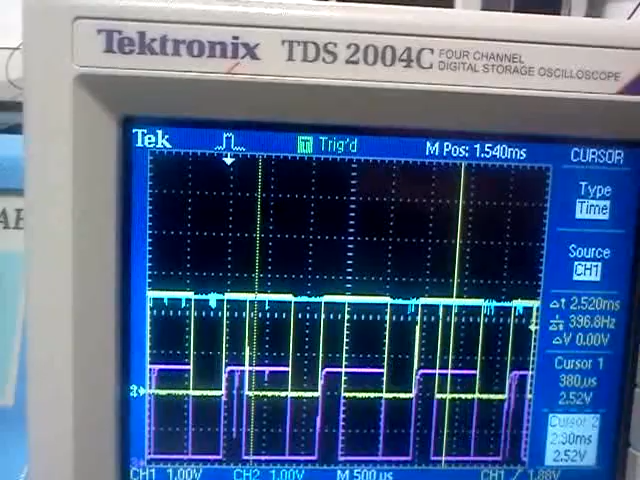 Tektronix TDS 2004C FOUR CHANNEL
DIGITAL STORAGE OSCILLOSCOPE
Tek Trig'd M Pos: 1.540ms CURSOR
Type
Time
Source
CH1
Δt 2.520ms
396.8Hz
ΔV 0.00V
Cursor 1
380µs
2.52V
Cursor 2
2.52V
CH1 1.00V CH2 1.00V M 500µs CH1 / 1.88V